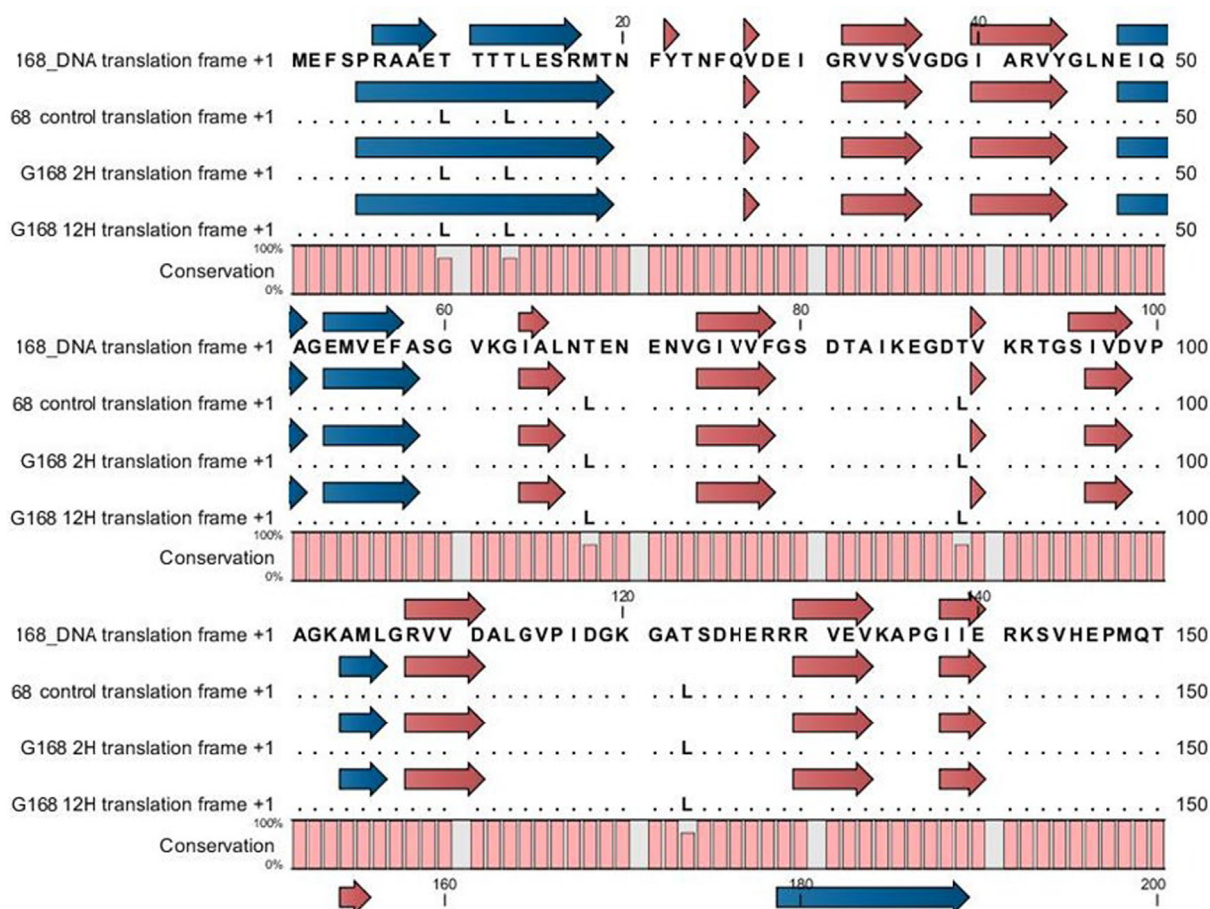 20 40
168_DNA translation frame +1 MEFSPRAAET TTTLESRMTN FYTNFQVDEI GRVVSVGDGI ARVYGLNEIQ 50
68 control translation frame +1 . . . . . . . . . L . . . L . . . . . . . . . . . . . . . . . . . . . . . . . . . . . . . . . . . . 50
G168 2H translation frame +1 . . . . . . . . . L . . . L . . . . . . . . . . . . . . . . . . . . . . . . . . . . . . . . . . . . 50
G168 12H translation frame +1 . . . . . . . . . L . . . L . . . . . . . . . . . . . . . . . . . . . . . . . . . . . . . . . . . . 50
100%
Conservation
0%
60 80 100
168_DNA translation frame +1 AGEMVEFASG VKGIALNTEN ENVGIVVFGS DTAIKEGDTV KRTGSIVDVP 100
68 control translation frame +1 . . . . . . . . . . . . . . . . . L . . . . . . . . . . . . . . . . . . . . L . . . . . . . . . . . 100
G168 2H translation frame +1 . . . . . . . . . . . . . . . . . L . . . . . . . . . . . . . . . . . . . . L . . . . . . . . . . . 100
G168 12H translation frame +1 . . . . . . . . . . . . . . . . . L . . . . . . . . . . . . . . . . . . . . L . . . . . . . . . . . 100
100%
Conservation
0%
120 140
168_DNA translation frame +1 AGKAMLGRVV DALGVPIDGK GATSDHERRR VEVKAPGIIE RKSVHEPMQT 150
68 control translation frame +1 . . . . . . . . . . . . . . . . . . . . . . L . . . . . . . . . . . . . . . . . . . . . . . . . . . 150
G168 2H translation frame +1 . . . . . . . . . . . . . . . . . . . . . . L . . . . . . . . . . . . . . . . . . . . . . . . . . . 150
G168 12H translation frame +1 . . . . . . . . . . . . . . . . . . . . . . L . . . . . . . . . . . . . . . . . . . . . . . . . . . 150
100%
Conservation
0%
160 180 200